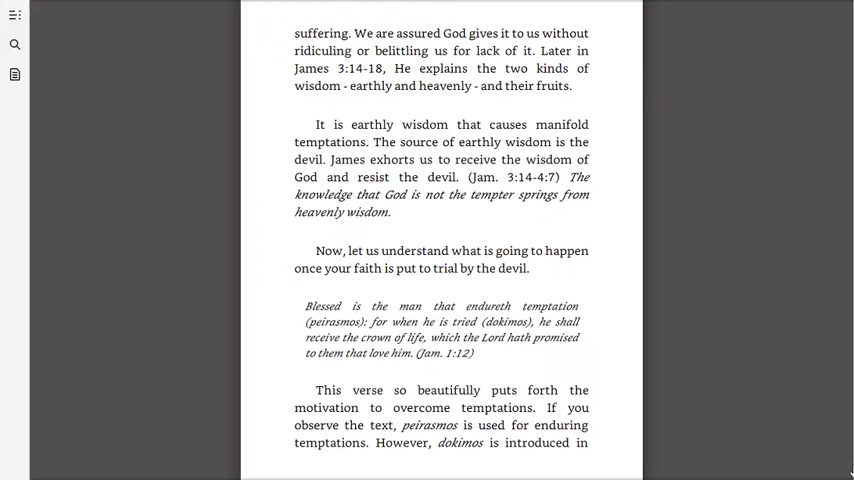 suffering. We are assured God gives it to us without
ridiculing or belittling us for lack of it. Later in
James 3:14-18, He explains the two kinds of
wisdom - earthly and heavenly - and their fruits.
It is earthly wisdom that causes manifold
temptations. The source of earthly wisdom is the
devil. James exhorts us to receive the wisdom of
God and resist the devil. (Jam. 3:14-4:7) The
knowledge that God is not the tempter springs from
heavenly wisdom.
Now, let us understand what is going to happen
once your faith is put to trial by the devil.
Blessed is the man that endureth temptation
(peirasmos): for when he is tried (dokimos), he shall
receive the crown of life, which the Lord hath promised
to them that love him. (Jam. 1:12)
This verse so beautifully puts forth the
motivation to overcome temptations. If you
observe the text, peirasmos is used for enduring
temptations. However, dokimos is introduced in